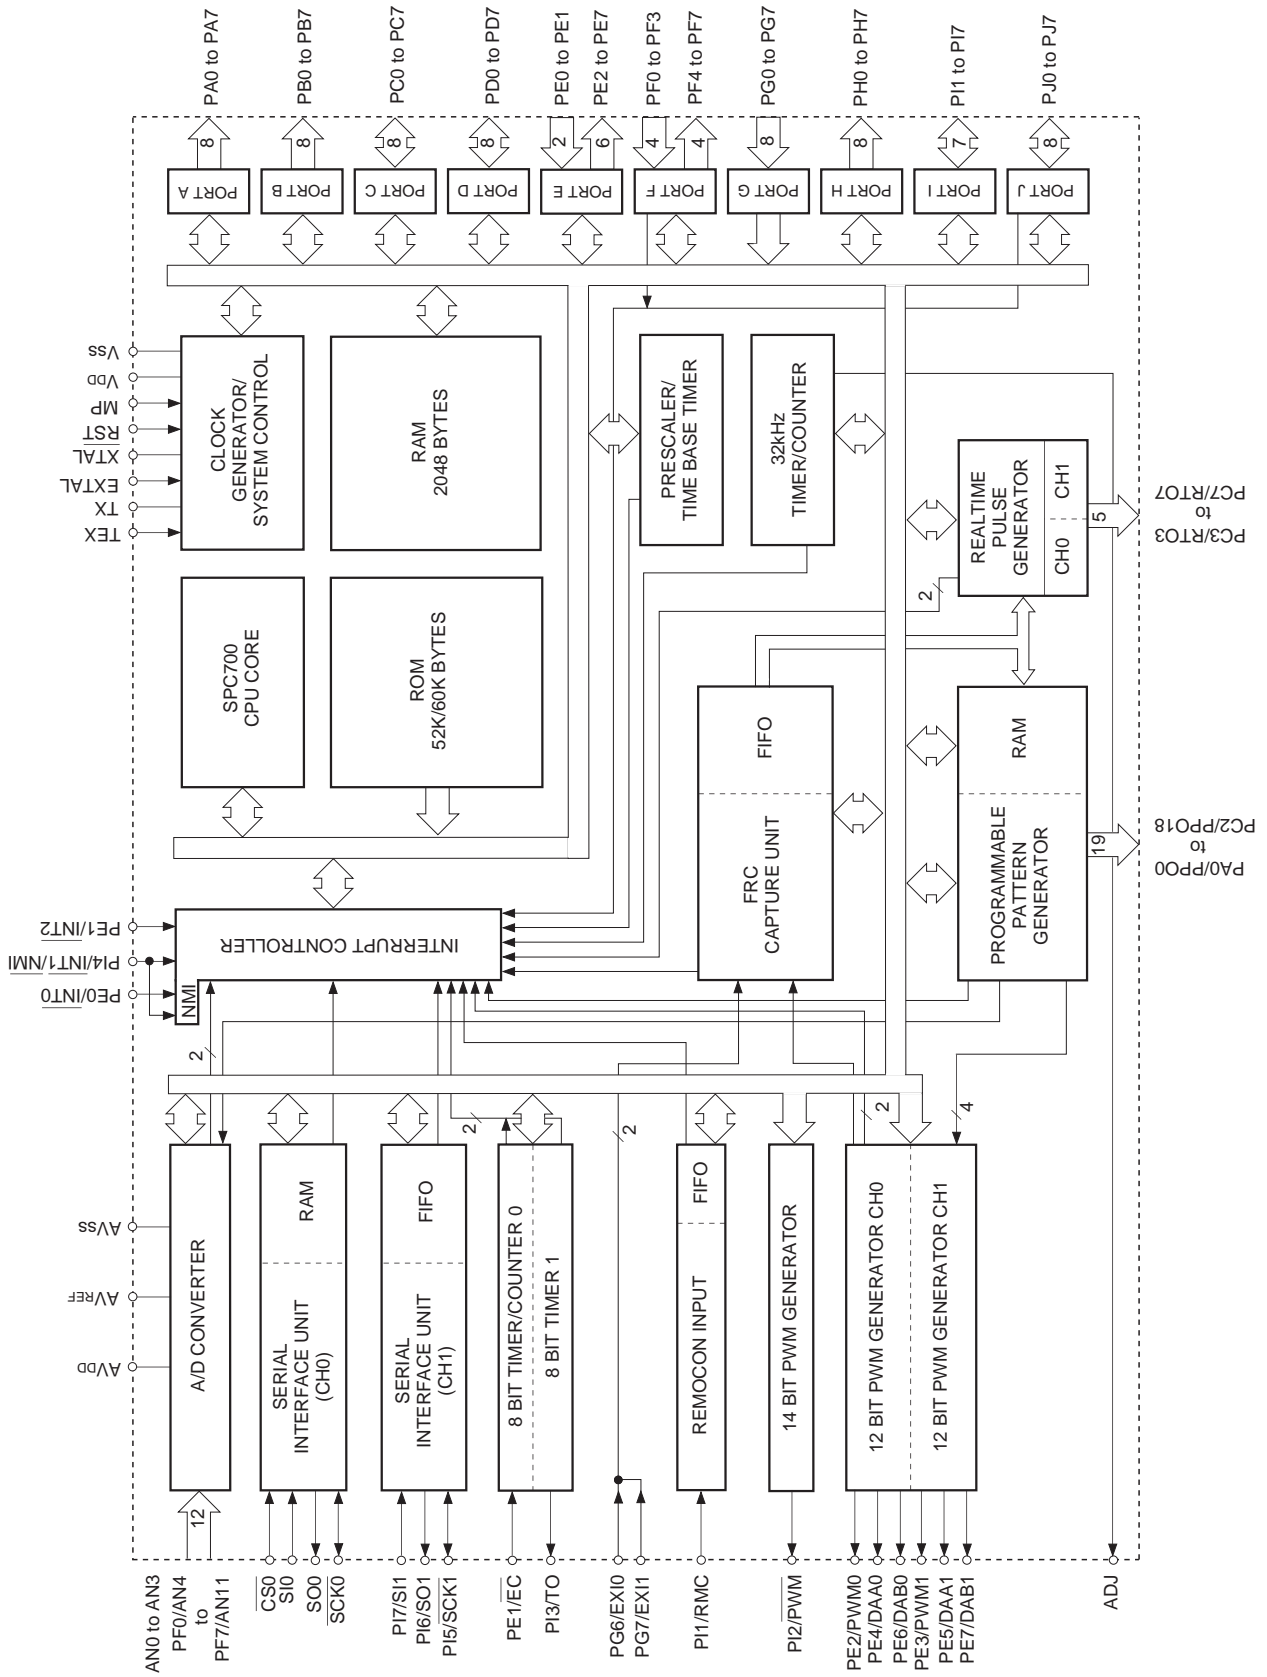 AN0 to AN3
PF0/AN4
to
PF7/AN11
12
CS0
SI0
SO0
SCK0
PI7/SI1
PI6/SO1
PI5/SCK1
PE1/EC
PI3/TO
PG6/EXI0
PG7/EXI1
PI1/RMC
PI2/PWM
PE2/PWM0
PE4/DAA0
PE6/DAB0
PE3/PWM1
PE5/DAA1
PE7/DAB1
ADJ
AVDD
AVREF
AVSS
A/D CONVERTER
SERIAL
INTERFACE UNIT
(CH0)
RAM
SERIAL
INTERFACE UNIT
(CH1)
FIFO
8 BIT TIMER/COUNTER 0
8 BIT TIMER 1
REMOCON INPUT
FIFO
14 BIT PWM GENERATOR
12 BIT PWM GENERATOR CH0
12 BIT PWM GENERATOR CH1
2
2
2
2
4
PE0/INT0
PI4/INT1/NMI
PE1/INT2
NMI
INTERRUPT CONTROLLER
FRC
CAPTURE UNIT
FIFO
PROGRAMMABLE
PATTERN
GENERATOR
RAM
19
PA0/PPO0
to
PC2/PPO18
SPC700
CPU CORE
ROM
52K/60K BYTES
2
REALTIME
PULSE
GENERATOR
CH0
CH1
5
PC3/RTO3
to
PC7/RTO7
TEX
TX
EXTAL
XTAL
RST
MP
VDD
VSS
CLOCK
GENERATOR/
SYSTEM CONTROL
RAM
2048 BYTES
PRESCALER/
TIME BASE TIMER
32kHz
TIMER/COUNTER
PORT A
PORT B
PORT C
PORT D
PORT E
PORT F
PORT G
PORT H
PORT I
PORT J
8
8
8
8
2
6
4
4
8
8
7
8
PA0 to PA7
PB0 to PB7
PC0 to PC7
PD0 to PD7
PE0 to PE1
PE2 to PE7
PF0 to PF3
PF4 to PF7
PG0 to PG7
PH0 to PH7
PI1 to PI7
PJ0 to PJ7